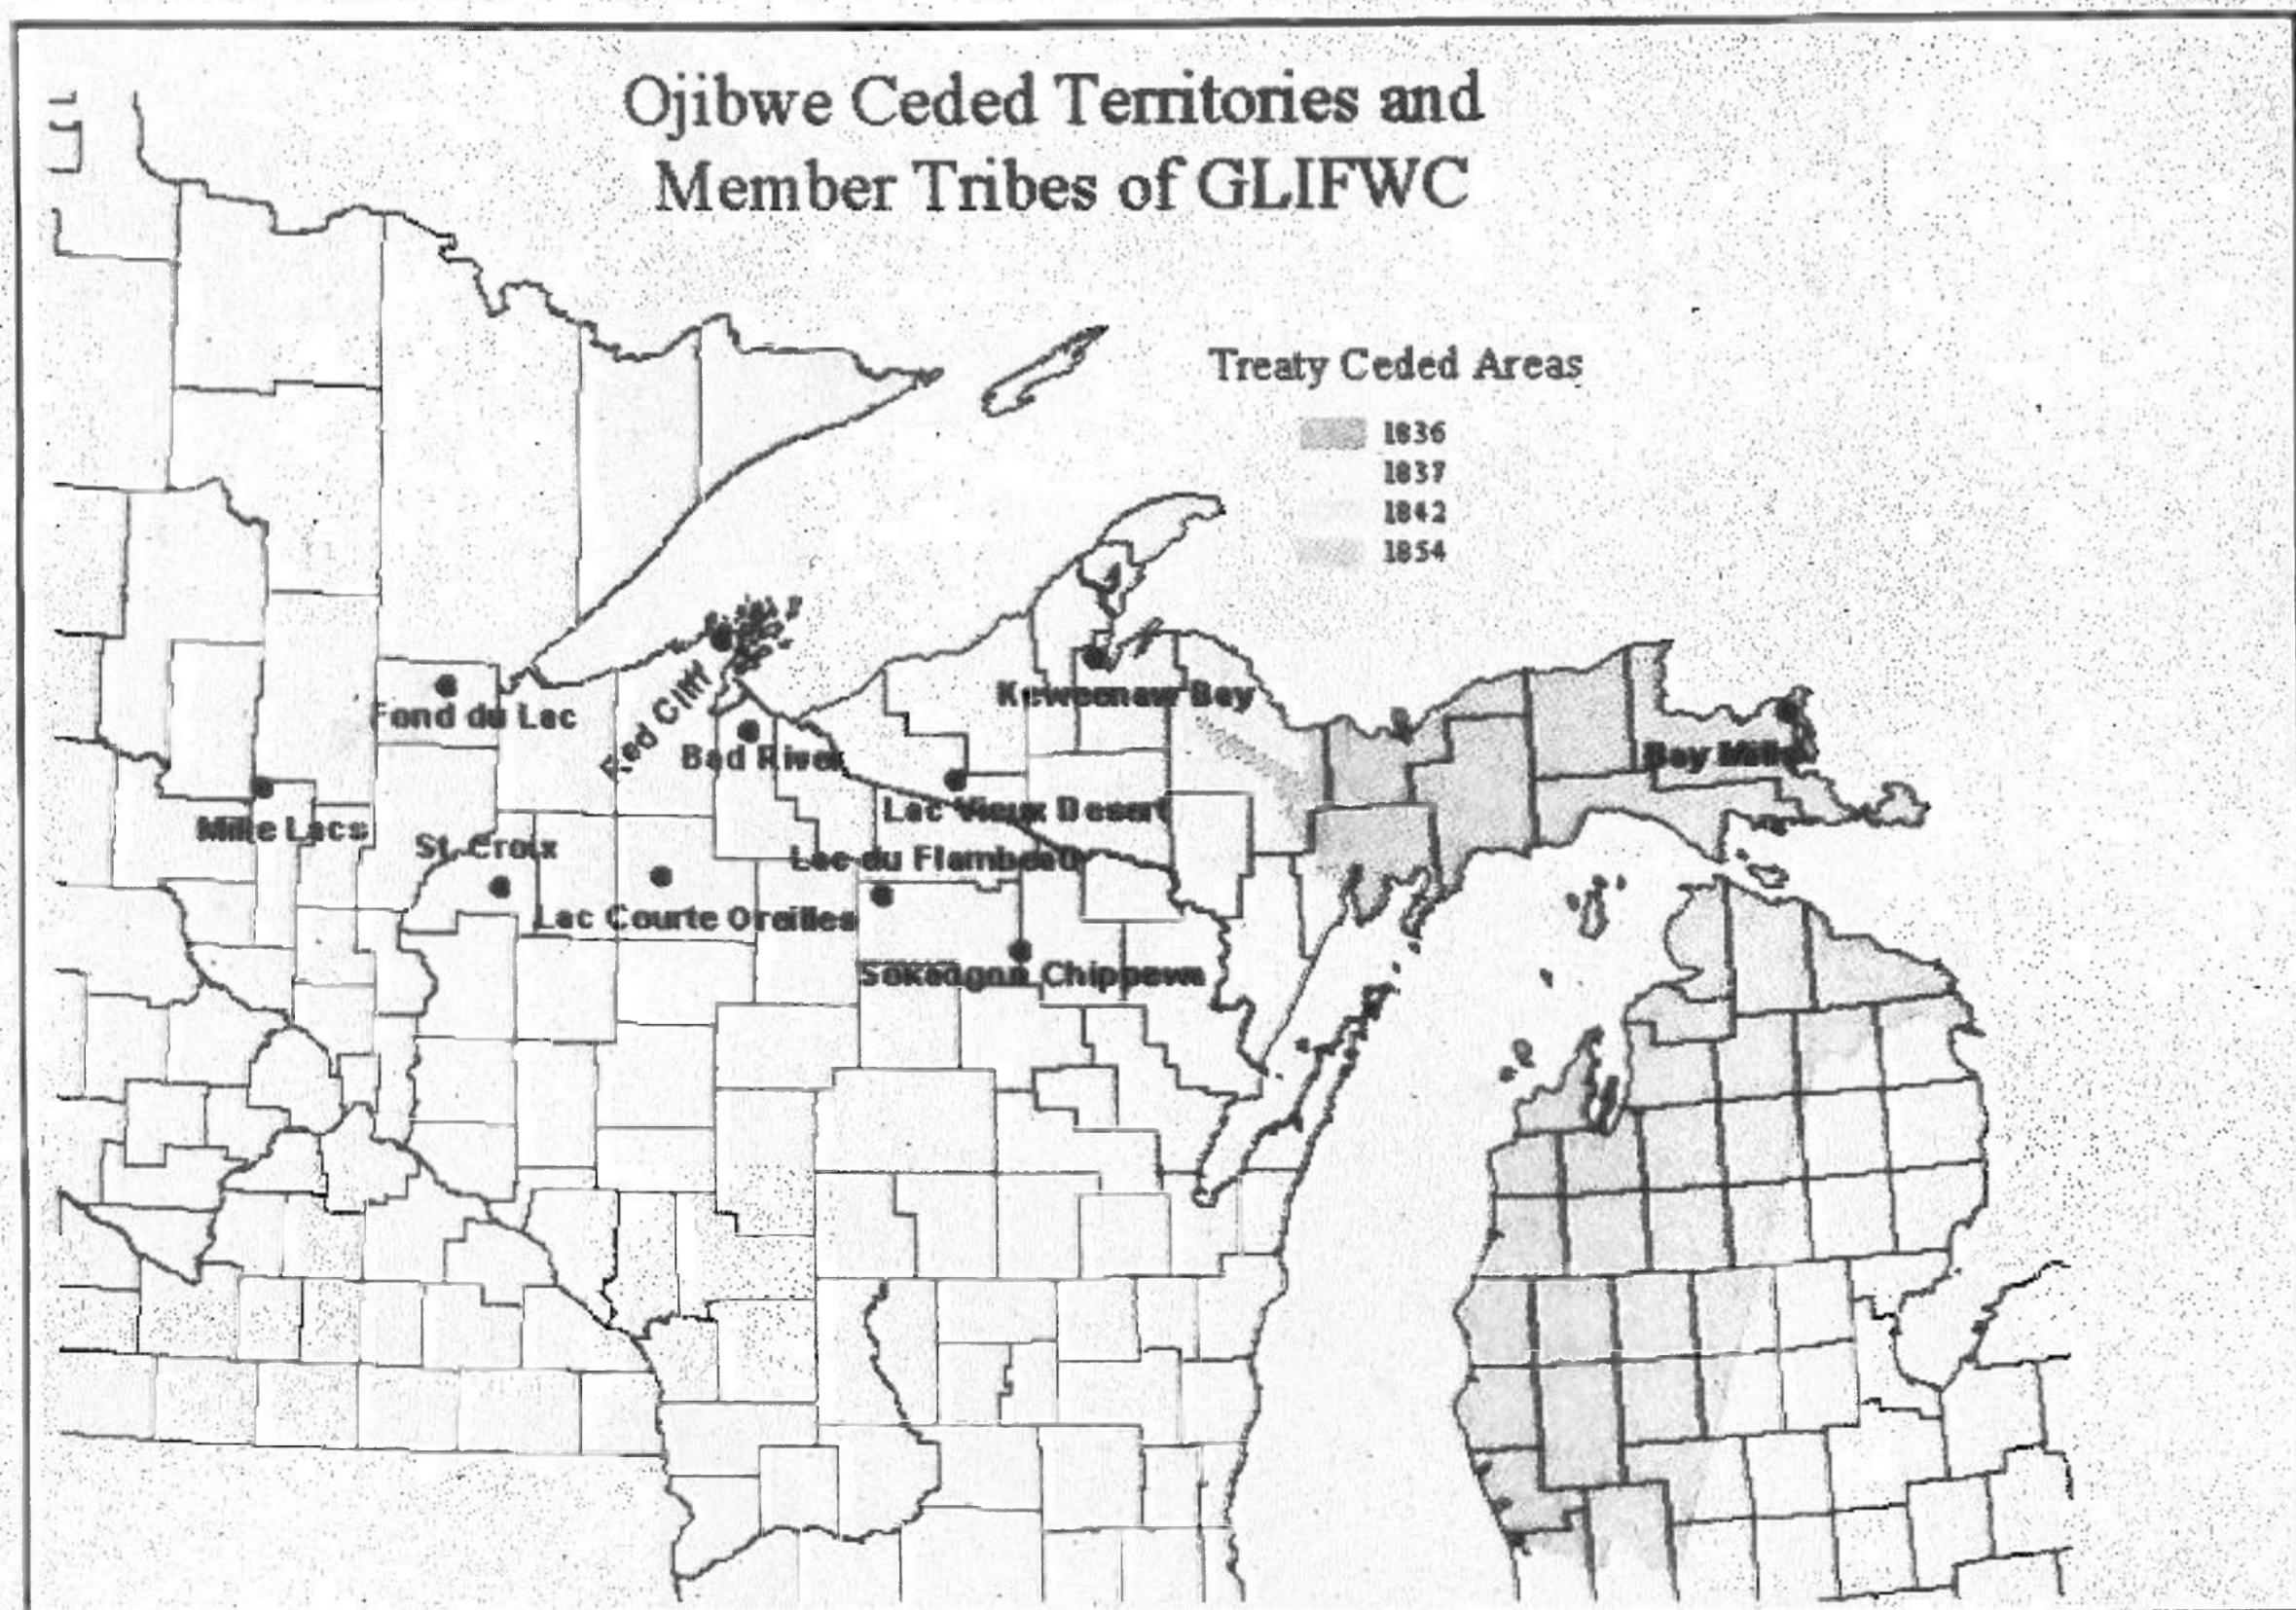 Ojibwe Ceded Territories and
Member Tribes of GLIFWC
Treaty Ceded Areas
1836
1837
1842
1854
Keweenaw Bay
Fond du Lac
Red Cliff
Bad River
Bay Mills
Lac Vieux Desert
Mille Lacs
St. Croix
Lac du Flambeau
Lac Courte Oreilles
Sokaogon Chippewa